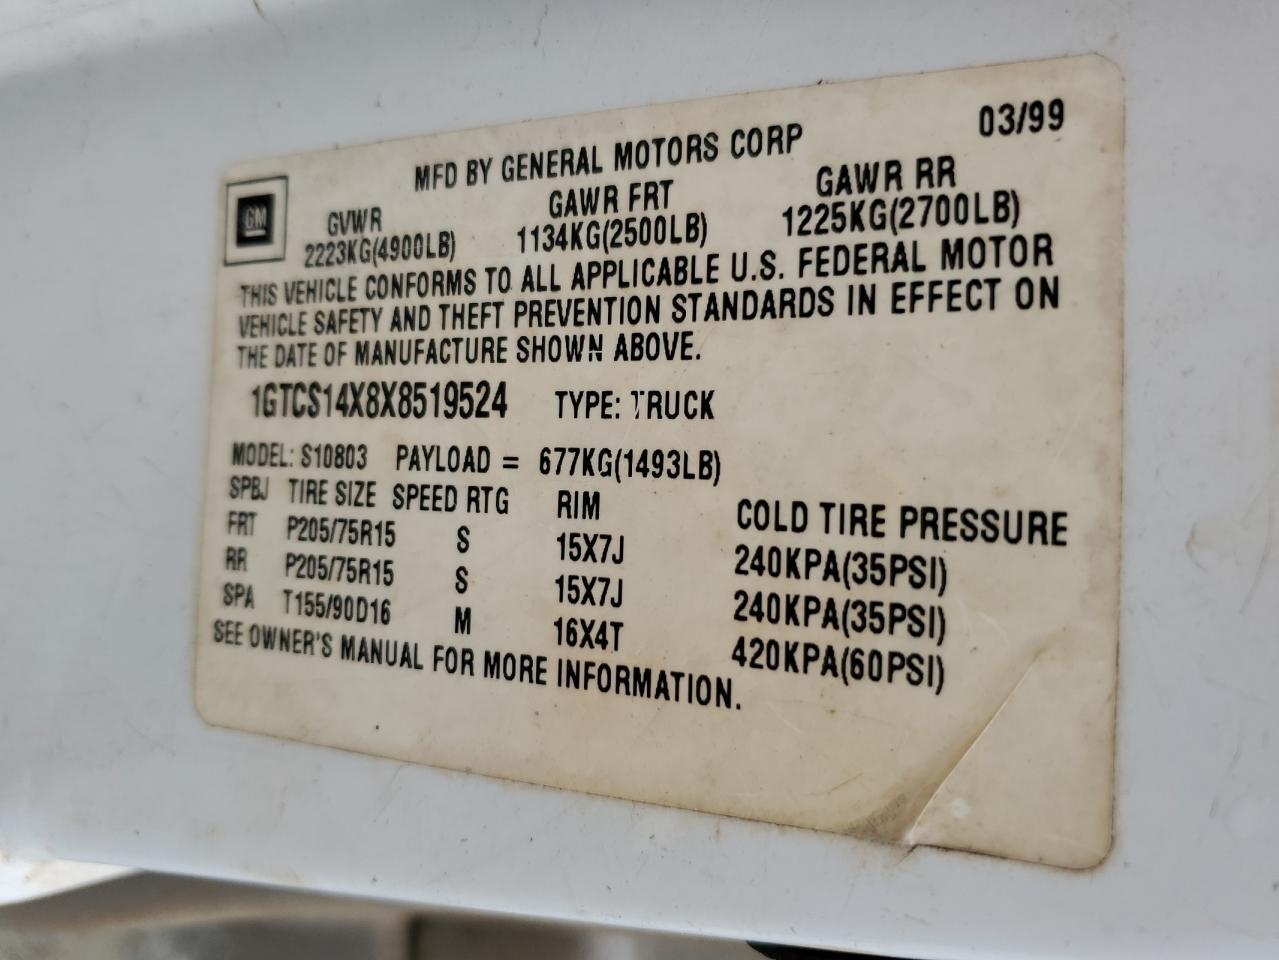 03/99
MFD BY GENERAL MOTORS CORP
GM
GVWR GAWR FRT GAWR RR
2223KG(4900LB) 1134KG(2500LB) 1225KG(2700LB)
THIS VEHICLE CONFORMS TO ALL APPLICABLE U.S. FEDERAL MOTOR
VEHICLE SAFETY AND THEFT PREVENTION STANDARDS IN EFFECT ON
THE DATE OF MANUFACTURE SHOWN ABOVE.
1GTCS14X8X8519524 TYPE: TRUCK
MODEL: S10803 PAYLOAD = 677KG(1493LB)
SPBJ TIRE SIZE SPEED RTG RIM COLD TIRE PRESSURE
FRT P205/75R15 S 15X7J 240KPA(35PSI)
RR P205/75R15 S 15X7J 240KPA(35PSI)
SPA T155/90D16 M 16X4T 420KPA(60PSI)
SEE OWNER'S MANUAL FOR MORE INFORMATION.